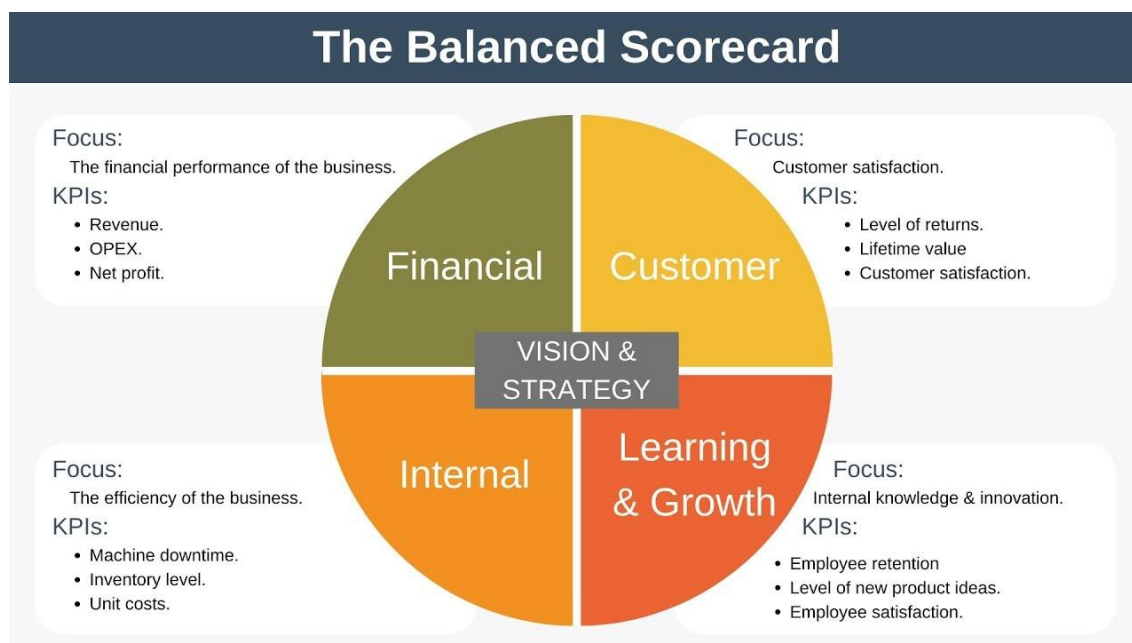 The Balanced Scorecard
Focus:
The financial performance of the business.
KPIs:
• Revenue.
• OPEX.
• Net profit.
Financial
Customer
Focus:
Customer satisfaction.
KPIs:
• Level of returns.
• Lifetime value
• Customer satisfaction.
VISION &
STRATEGY
Focus:
The efficiency of the business.
KPIs:
• Machine downtime.
• Inventory level.
• Unit costs.
Internal
Learning
& Growth
Focus:
Internal knowledge & innovation.
KPIs:
• Employee retention
• Level of new product ideas.
• Employee satisfaction.